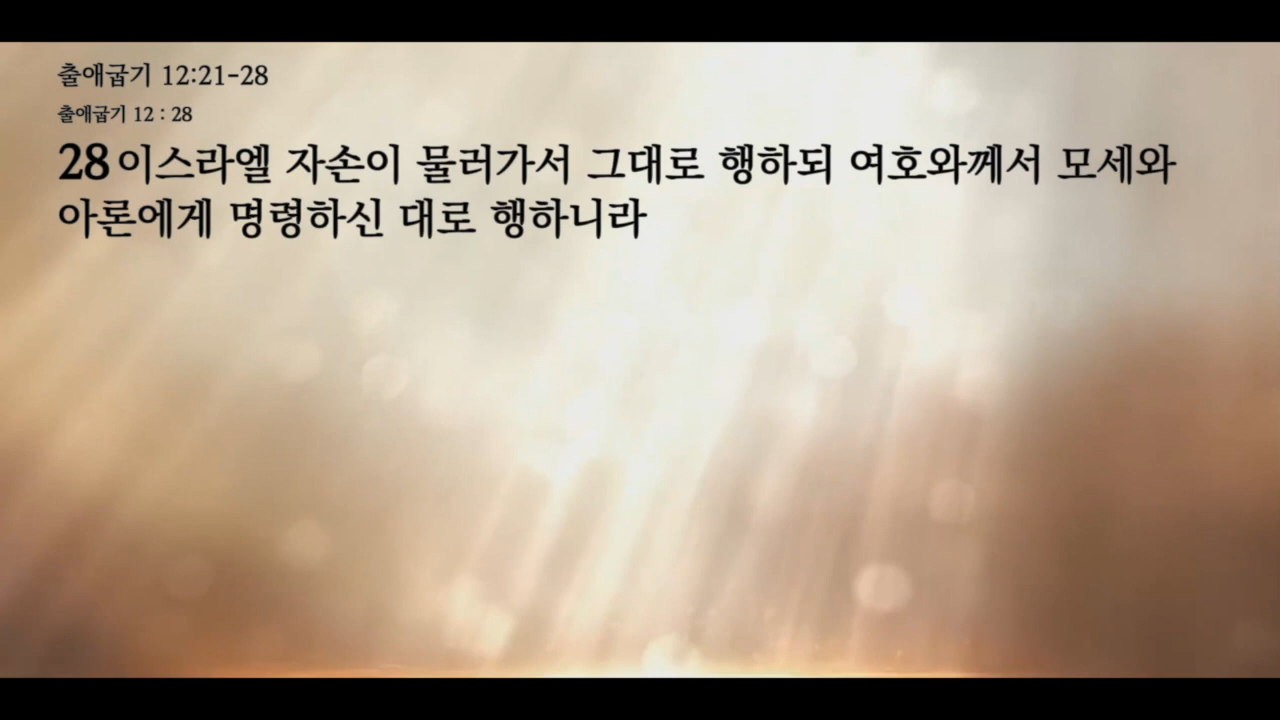 출애굽기 12:21-28
출애굽기 12 : 28
28 이스라엘 자손이 물러가서 그대로 행하되 여호와께서 모세와
아론에게 명령하신 대로 행하니라